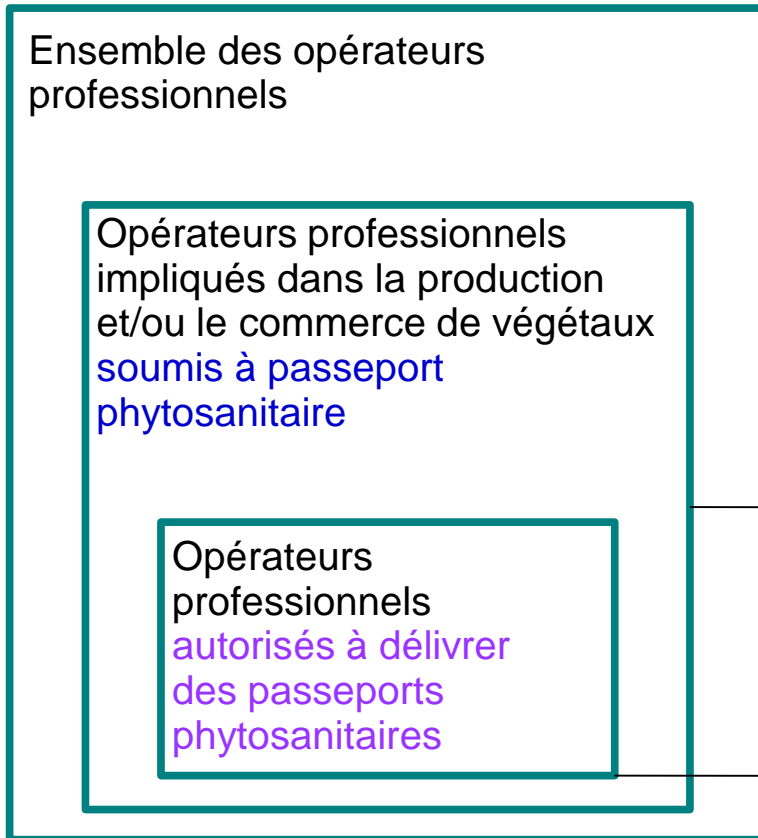 Ensemble des opérateurs
professionnels
Opérateurs professionnels
impliqués dans la production
et/ou le commerce de végétaux
soumis à passeport
phytosanitaire
Opérateurs
professionnels
autorisés à délivrer
des passeports
phytosanitaires